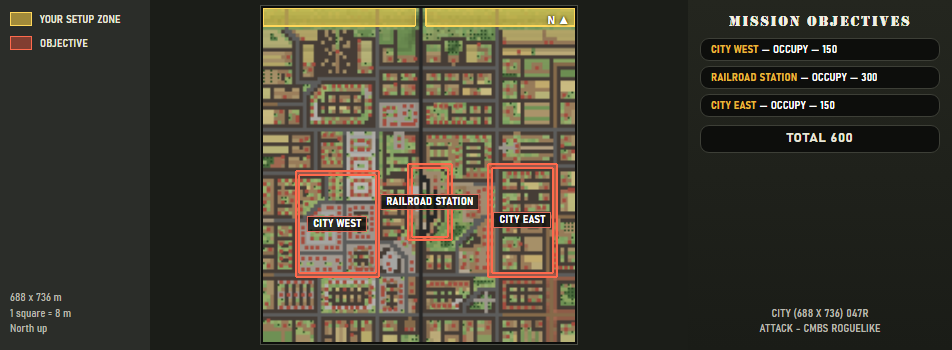 YOUR SETUP ZONE
OBJECTIVE
688 x 736 m
1 square = 8 m
North up
N ▲
CITY WEST
RAILROAD STATION
CITY EAST
MISSION OBJECTIVES
CITY WEST — OCCUPY — 150
RAILROAD STATION — OCCUPY — 300
CITY EAST — OCCUPY — 150
TOTAL 600
CITY (688 X 736) 047R
ATTACK - CMBS ROGUELIKE